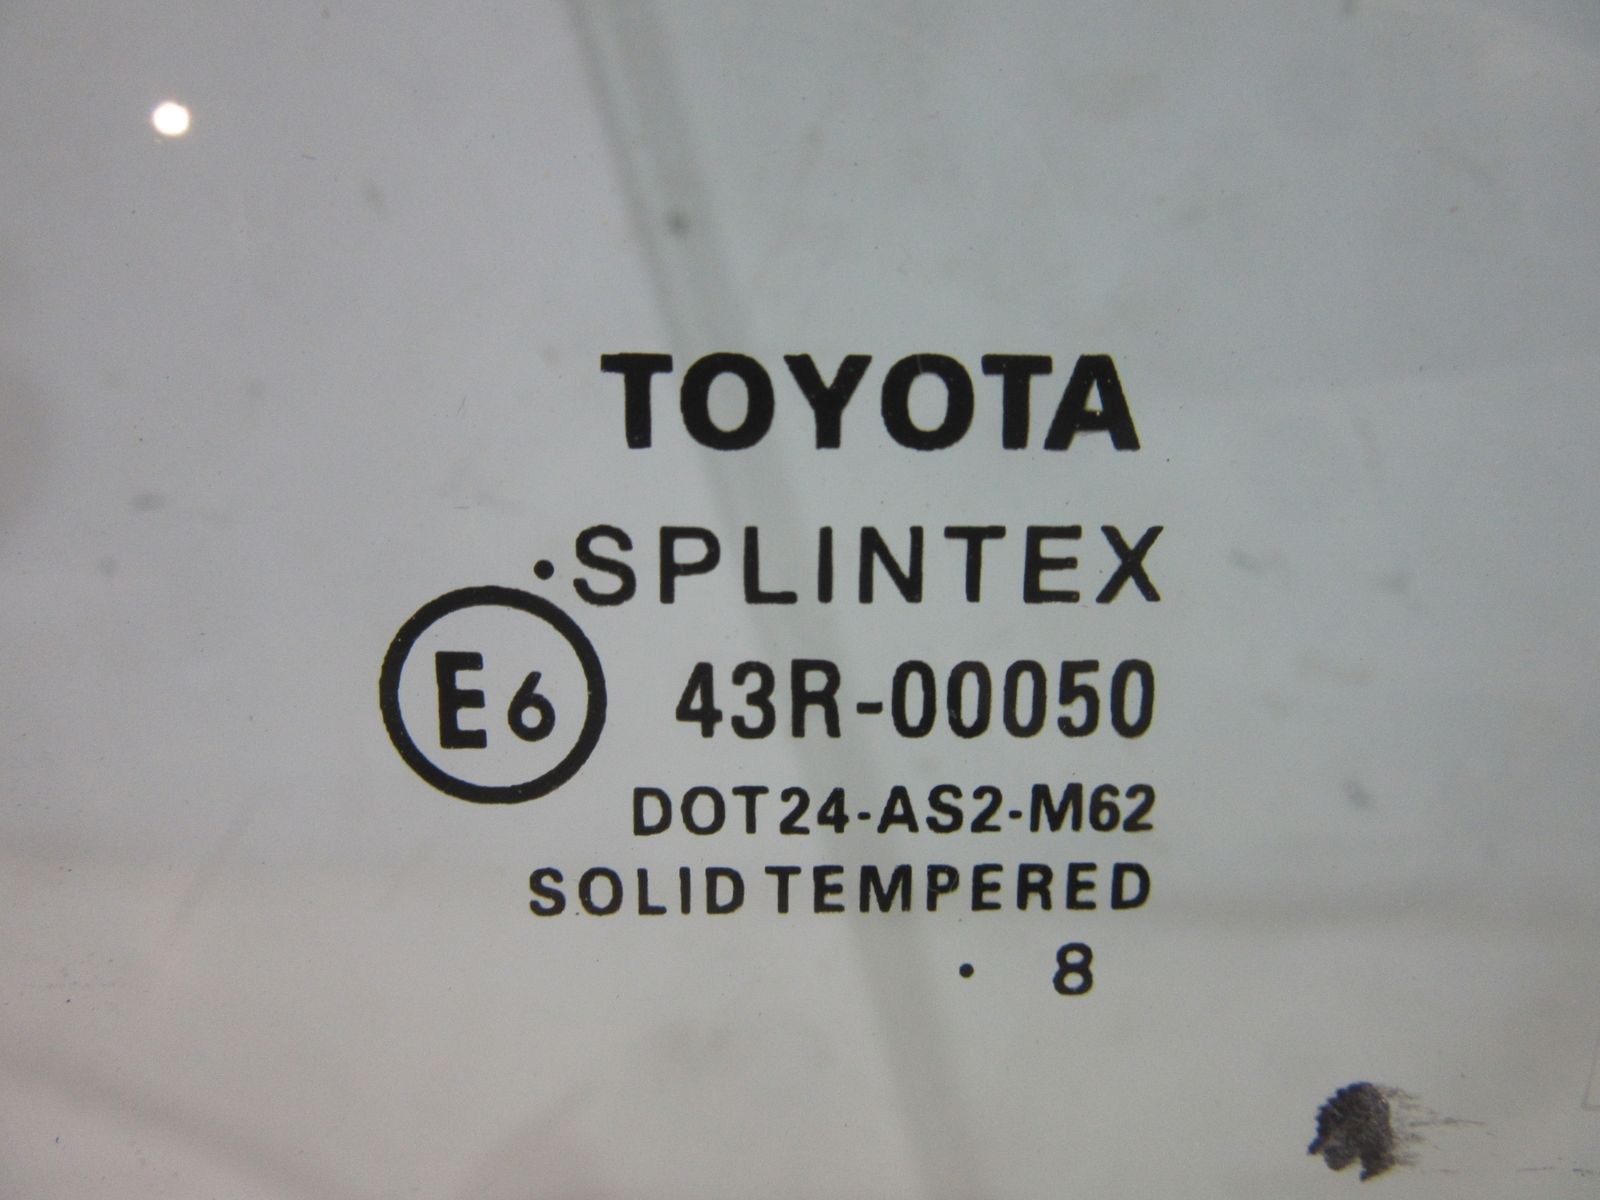 TOYOTA
·SPLINTEX
E6 43R-00050
DOT24-AS2-M62
SOLID TEMPERED
· 8